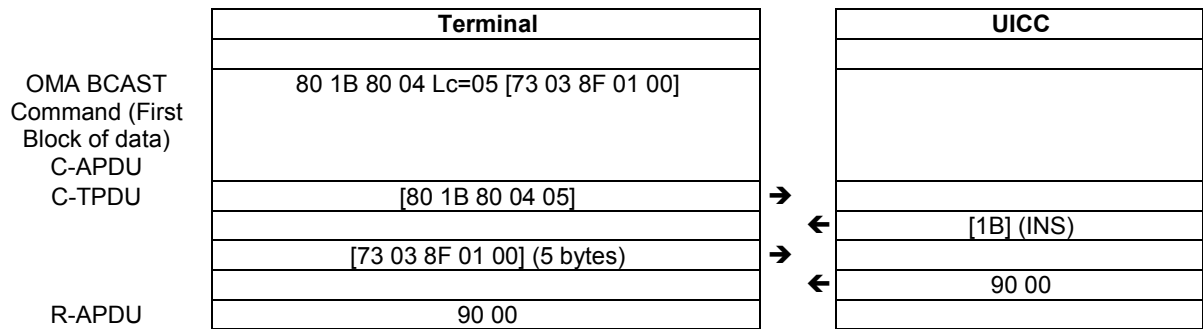 Terminal UICC
OMA BCAST 80 1B 80 04 Lc=05 [73 03 8F 01 00]
Command (First
Block of data)
C-APDU
C-TPDU [80 1B 80 04 05] ➔
🡸 [1B] (INS)
[73 03 8F 01 00] (5 bytes) ➔
🡸 90 00
R-APDU 90 00